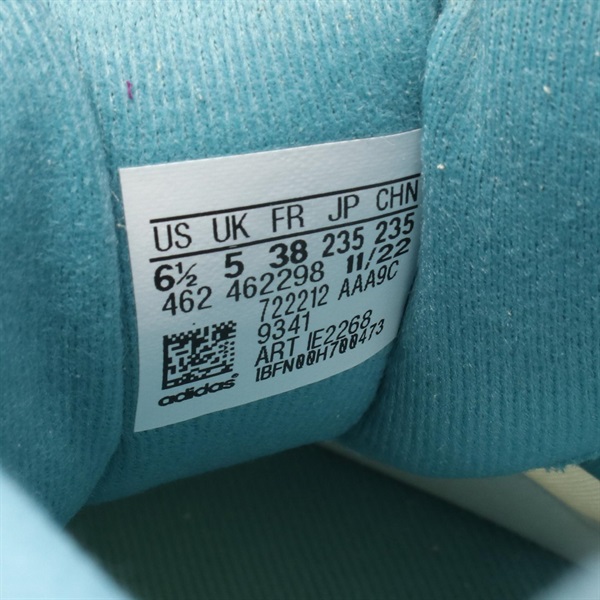 US UK FR JP CHN
6½ 5 38 235 235
462 462298 11/22
722212 AAA9C
9341
ART IE2268
1BFN00H700473
adidas